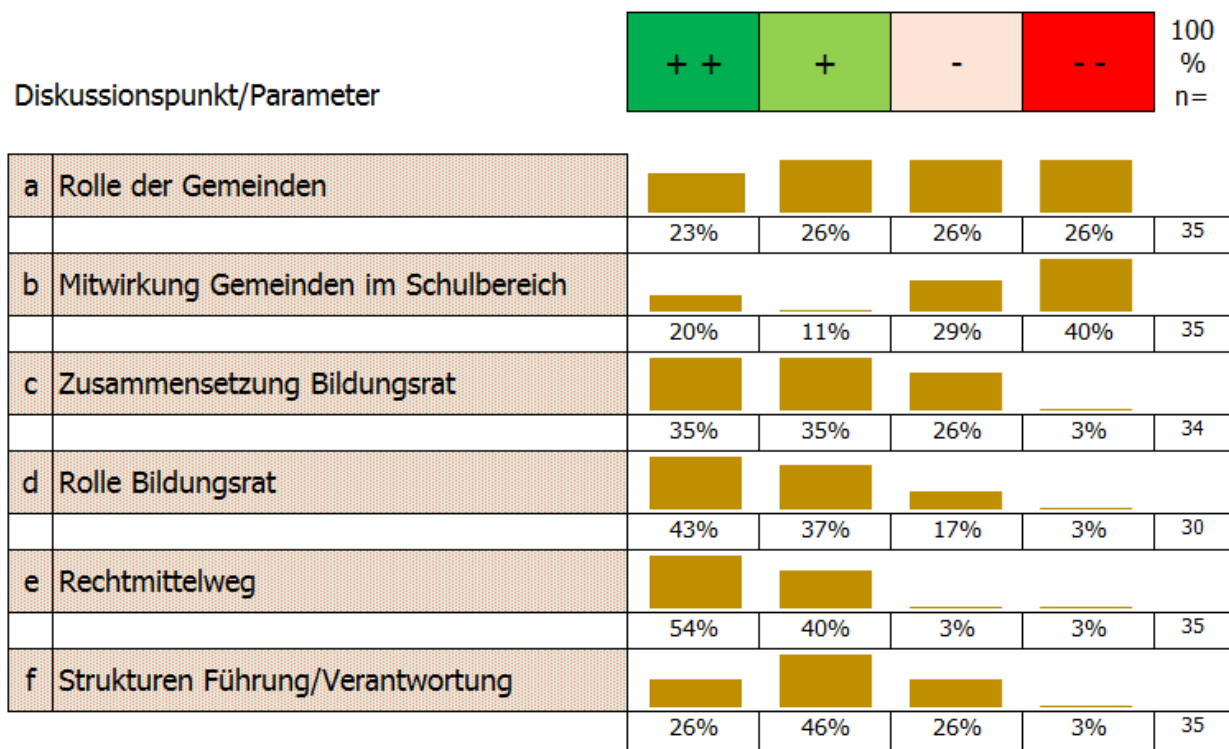 Diskussionspunkt/Parameter + + + - - - 100 % n=
a Rolle der Gemeinden
23% 26% 26% 26% 35
b Mitwirkung Gemeinden im Schulbereich
20% 11% 29% 40% 35
c Zusammensetzung Bildungsrat
35% 35% 26% 3% 34
d Rolle Bildungsrat
43% 37% 17% 3% 30
e Rechtmittelweg
54% 40% 3% 3% 35
f Strukturen Führung/Verantwortung
26% 46% 26% 3% 35